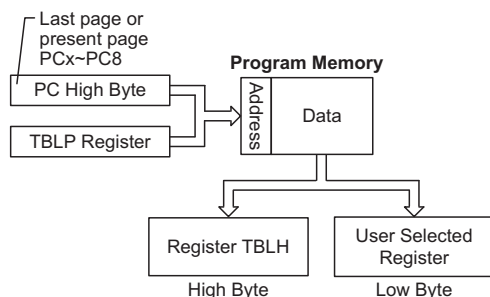 Last page or
present page
PCx~PC8
PC High Byte
TBLP Register
Program Memory
Address
Data
Register TBLH
High Byte
User Selected
Register
Low Byte